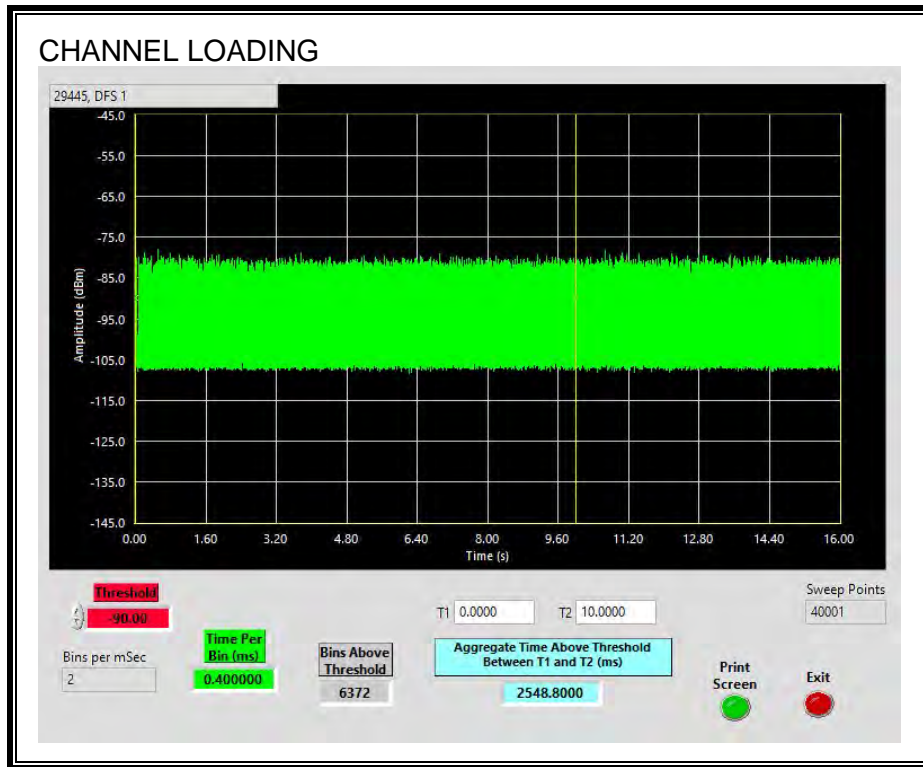 CHANNEL LOADING
29445, DFS 1
-45.0
-55.0
-65.0
-75.0
-85.0
-95.0
-105.0
-115.0
-125.0
-135.0
-145.0
Amplitude (dBm)
0.00 1.60 3.20 4.80 6.40 8.00 9.60 11.20 12.80 14.40 16.00
Time (s)
Threshold
-90.00
Bins per mSec
2
Time Per
Bin (ms)
0.400000
Bins Above
Threshold
6372
T1 0.0000 T2 10.0000
Aggregate Time Above Threshold
Between T1 and T2 (ms)
2548.8000
Sweep Points
40001
Print
Screen
Exit